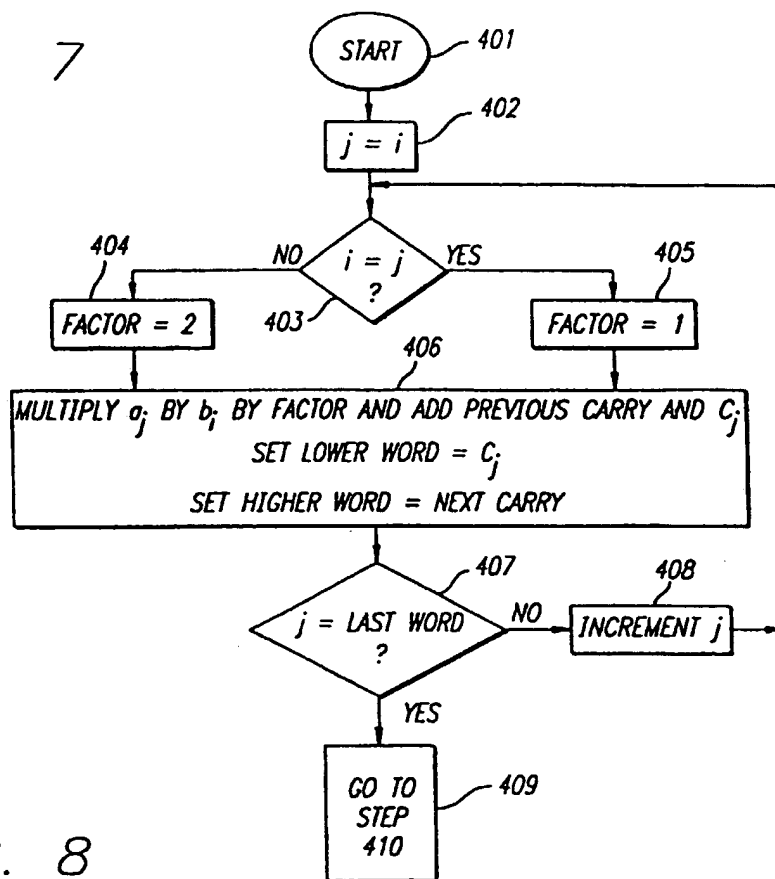 7
START
401
402
j = i
404
NO
i = j
?
YES
405
403
FACTOR = 2
FACTOR = 1
406
MULTIPLY aj BY bi BY FACTOR AND ADD PREVIOUS CARRY AND Cj
SET LOWER WORD = Cj
SET HIGHER WORD = NEXT CARRY
407
j = LAST WORD
?
NO
408
INCREMENT j
YES
GO TO
STEP
410
409
. 8